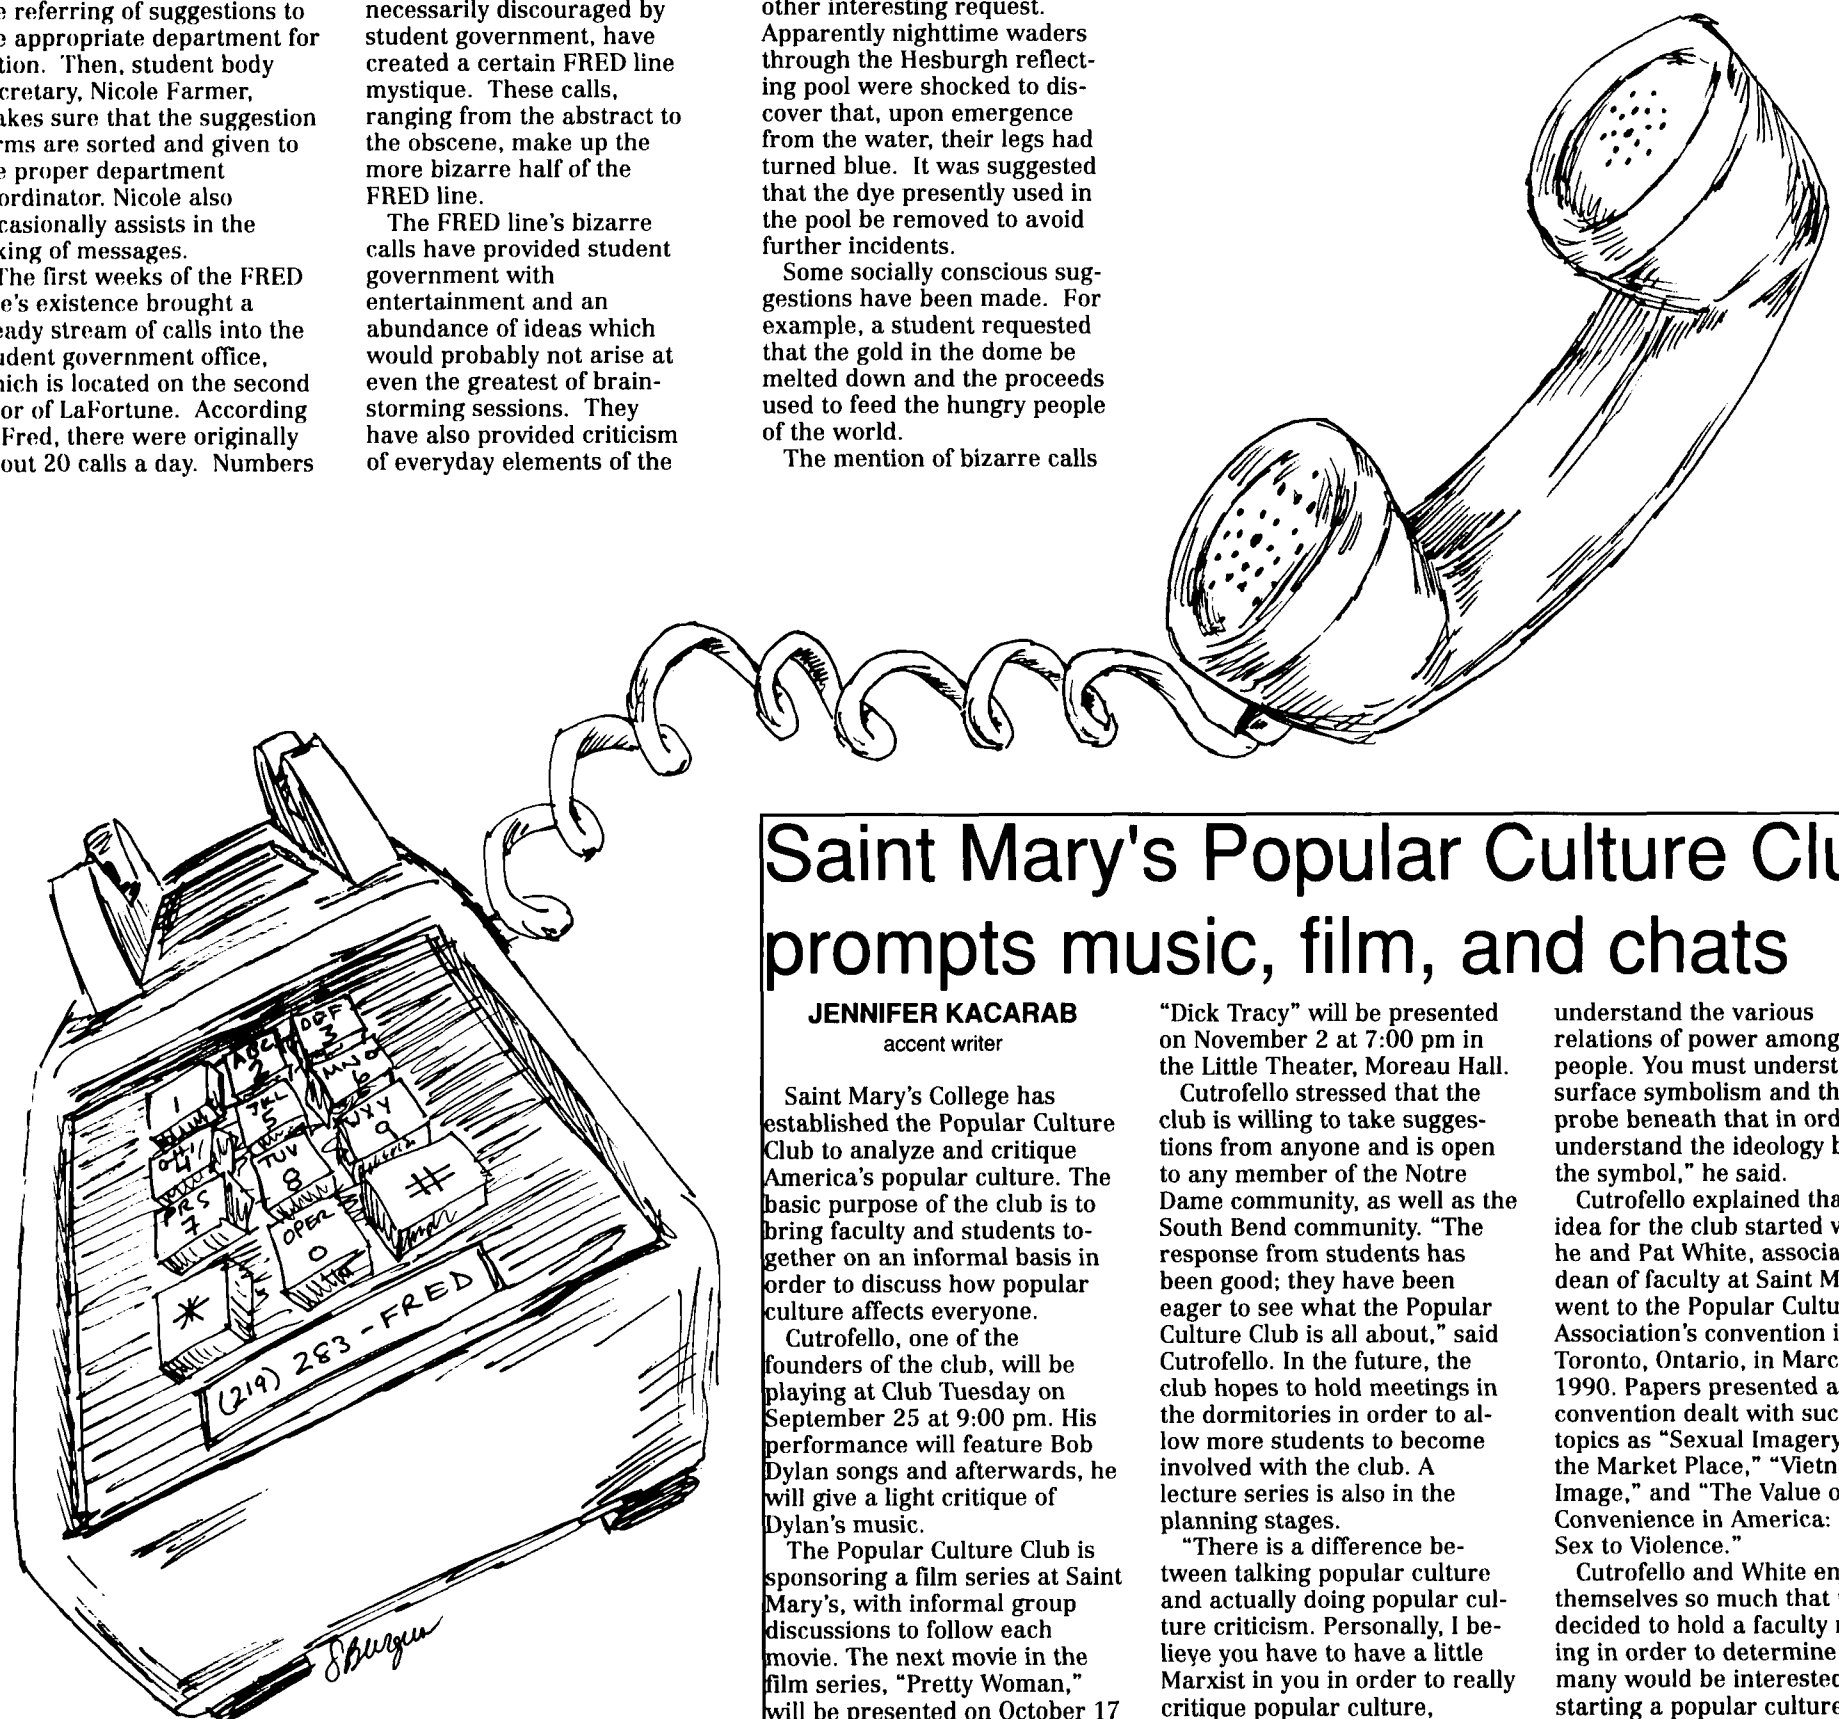 referring of suggestions to
appropriate department for
tion. Then, student body
cretary, Nicole Farmer,
akes sure that the suggestion
rms are sorted and given to
proper department
ordinator. Nicole also
casionally assists in the
king of messages.
The first weeks of the FRED
e's existence brought a
eady stream of calls into the
udent government office,
hich is located on the second
or of LaFortune. According
Fred, there were originally
out 20 calls a day. Numbers
necessarily discouraged by
student government, have
created a certain FRED line
mystique. These calls,
ranging from the abstract to
the obscene, make up the
more bizarre half of the
FRED line.
The FRED line's bizarre
calls have provided student
government with
entertainment and an
abundance of ideas which
would probably not arise at
even the greatest of brain-
storming sessions. They
have also provided criticism
of everyday elements of the
other interesting request.
Apparently nighttime waders
through the Hesburgh reflect-
ing pool were shocked to dis-
cover that, upon emergence
from the water, their legs had
turned blue. It was suggested
that the dye presently used in
the pool be removed to avoid
further incidents.
Some socially conscious sug-
gestions have been made. For
example, a student requested
that the gold in the dome be
melted down and the proceeds
used to feed the hungry people
of the world.
The mention of bizarre calls
1
ABC
2
DEF
3
GHI
4
JKL
5
MNO
6
PRS
7
TUV
8
WXY
9
*
OPER
0
#
(219) 283 - FRED
Saint Mary's Popular Culture Clu
prompts music, film, and chats
JENNIFER KACARAB
accent writer
Saint Mary's College has
established the Popular Culture
Club to analyze and critique
America's popular culture. The
basic purpose of the club is to
bring faculty and students to-
gether on an informal basis in
order to discuss how popular
culture affects everyone.
Cutrofello, one of the
founders of the club, will be
playing at Club Tuesday on
September 25 at 9:00 pm. His
performance will feature Bob
Dylan songs and afterwards, he
will give a light critique of
Dylan's music.
The Popular Culture Club is
sponsoring a film series at Saint
Mary's, with informal group
discussions to follow each
movie. The next movie in the
film series, "Pretty Woman,"
will be presented on October 17
"Dick Tracy" will be presented
on November 2 at 7:00 pm in
the Little Theater, Moreau Hall.
Cutrofello stressed that the
club is willing to take sugges-
tions from anyone and is open
to any member of the Notre
Dame community, as well as the
South Bend community. "The
response from students has
been good; they have been
eager to see what the Popular
Culture Club is all about," said
Cutrofello. In the future, the
club hopes to hold meetings in
the dormitories in order to al-
low more students to become
involved with the club. A
lecture series is also in the
planning stages.
"There is a difference be-
tween talking popular culture
and actually doing popular cul-
ture criticism. Personally, I be-
lieye you have to have a little
Marxist in you in order to really
critique popular culture,
understand the various
relations of power among
people. You must underst
surface symbolism and th
probe beneath that in ord
understand the ideology b
the symbol," he said.
Cutrofello explained tha
idea for the club started w
he and Pat White, associa
dean of faculty at Saint M
went to the Popular Cultu
Association's convention i
Toronto, Ontario, in Marc
1990. Papers presented a
convention dealt with suc
topics as "Sexual Imagery
the Market Place," "Vietn
Image," and "The Value o
Convenience in America:
Sex to Violence."
Cutrofello and White en
themselves so much that
decided to hold a faculty
ing in order to determine
many would be interested
starting a popular culture